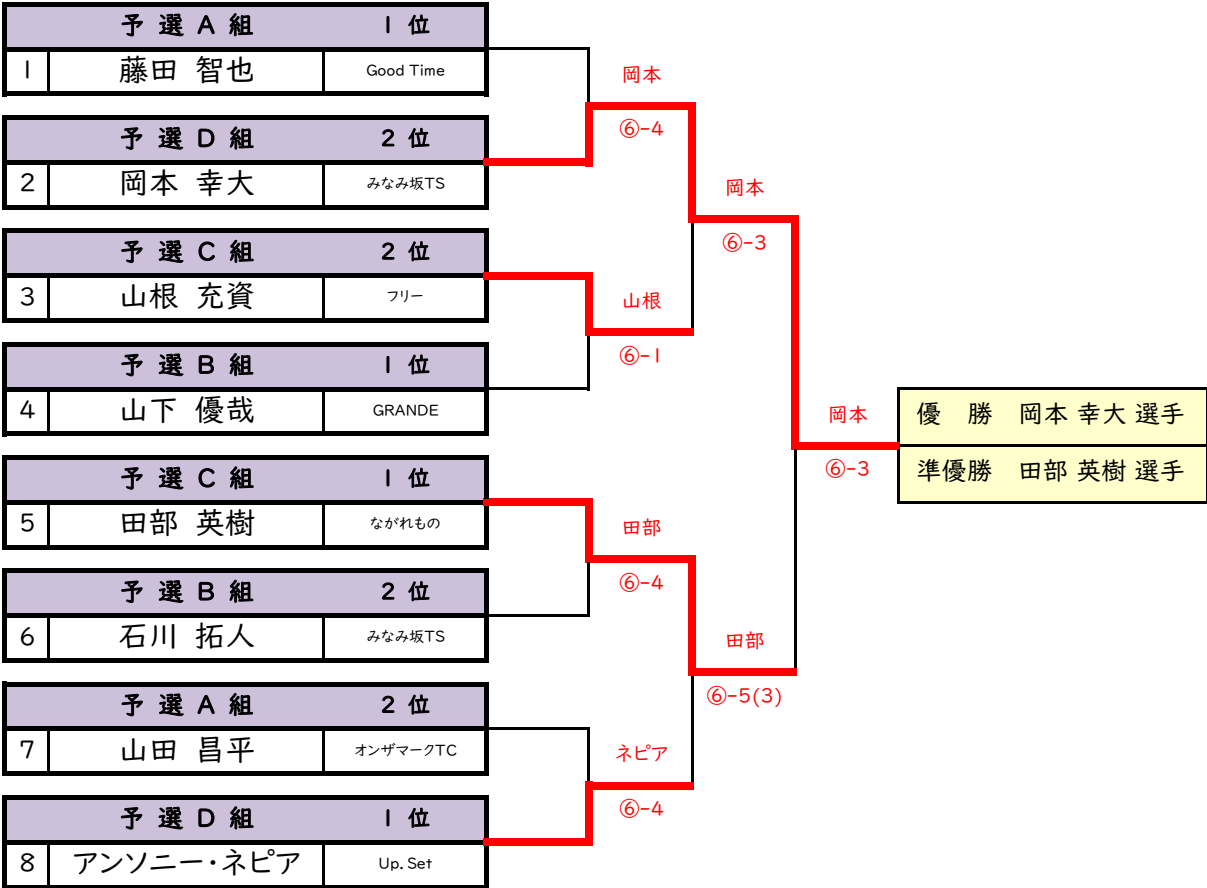 予選A組 1位
1 藤田 智也 Good Time
岡本
⑥-4
予選D組 2位
2 岡本 幸大 みなみ坂TS
岡本
⑥-3
予選C組 2位
3 山根 充資 フリー
山根
⑥-1
予選B組 1位
4 山下 優哉 GRANDE
岡本
⑥-3
優 勝 岡本 幸大 選手
準優勝 田部 英樹 選手
予選C組 1位
5 田部 英樹 ながれもの
田部
⑥-4
予選B組 2位
6 石川 拓人 みなみ坂TS
田部
⑥-5(3)
予選A組 2位
7 山田 昌平 オンザマークTC
ネピア
⑥-4
予選D組 1位
8 アンソニー・ネピア Up. Set